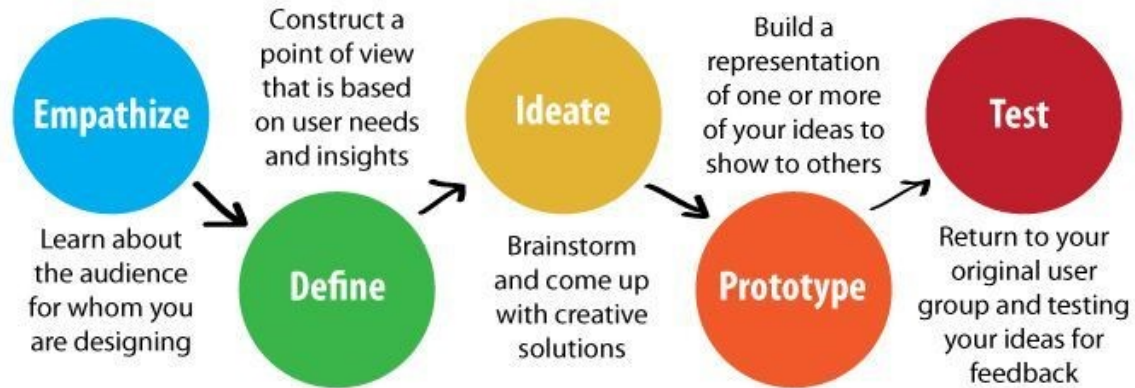 Empathize
Learn about
the audience
for whom you
are designing
Construct a
point of view
that is based
on user needs
and insights
Define
Ideate
Brainstorm
and come up
with creative
solutions
Build a
representation
of one or more
of your ideas to
show to others
Prototype
Test
Return to your
original user
group and testing
your ideas for
feedback